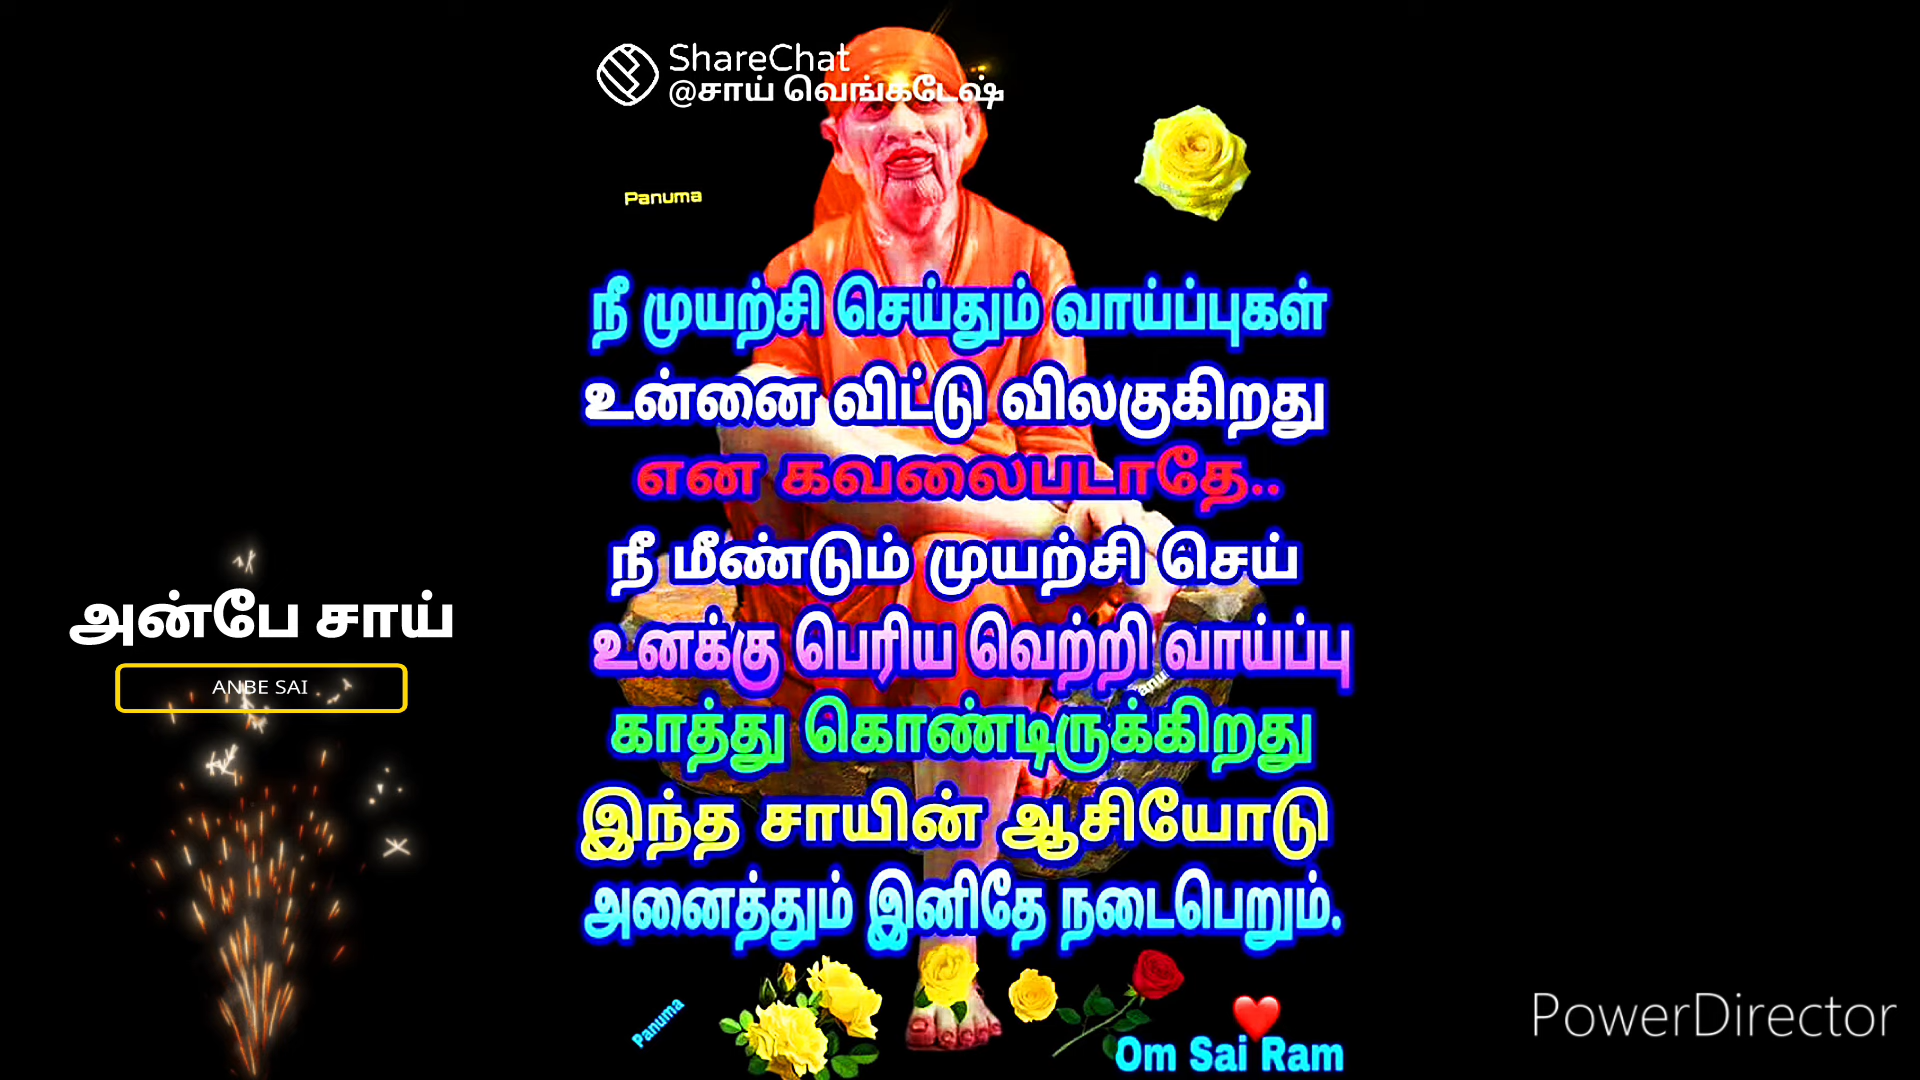 ShareChat
@சாய் வெங்கடேஷ்
Panuma
நீ முயற்சி செய்தும் வாய்ப்புகள்
உன்னை விட்டு விலகுகிறது
என கவலைபடாதே..
நீ மீண்டும் முயற்சி செய்
உனக்கு பெரிய வெற்றி வாய்ப்பு
காத்து கொண்டிருக்கிறது
இந்த சாயின் ஆசியோடு
அனைத்தும் இனிதே நடைபெறும்.
அன்பே சாய்
ANBE SAI
Panuma
Om Sai Ram
PowerDirector